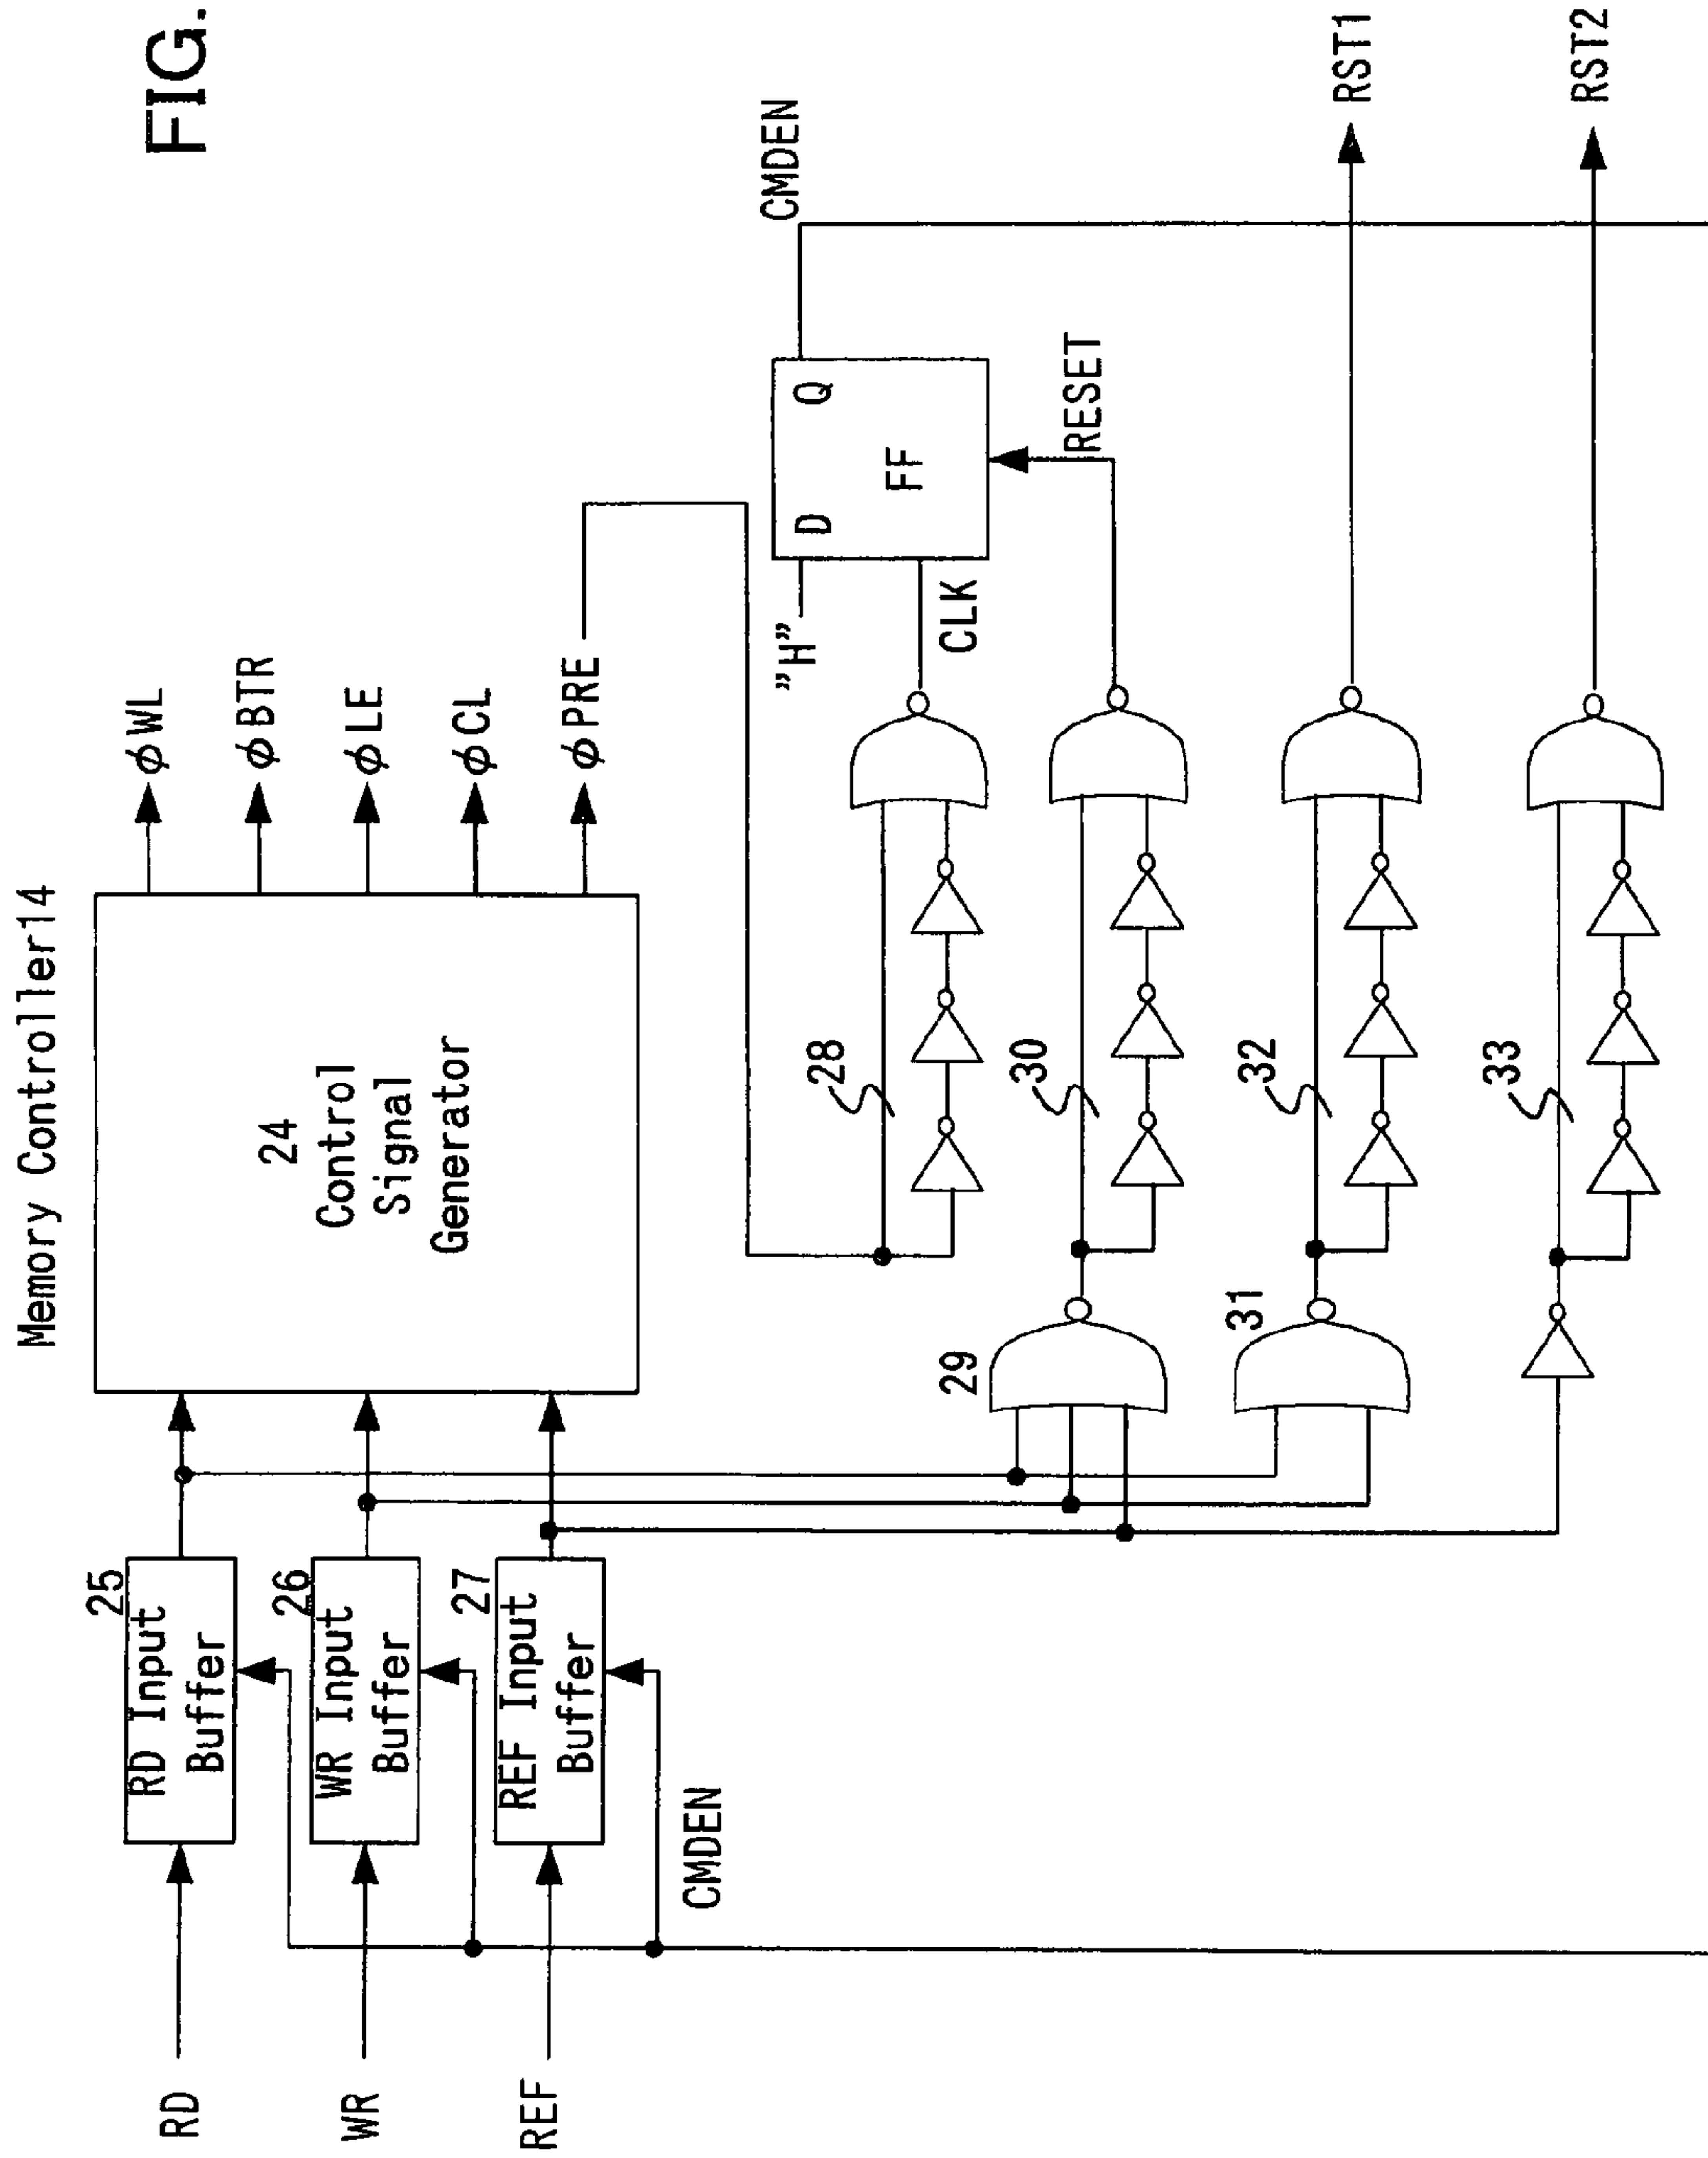 FIG.
Memory Controller14
RD
WR
REF
25
RD Input
Buffer
26
WR Input
Buffer
27
REF Input
Buffer
CMDEN
24
Control
Signal
Generator
ϕWL
ϕBTR
ϕLE
ϕCL
ϕPRE
"H"
D
Q
FF
CLK
RESET
CMDEN
28
29
30
31
32
33
RST1
RST2